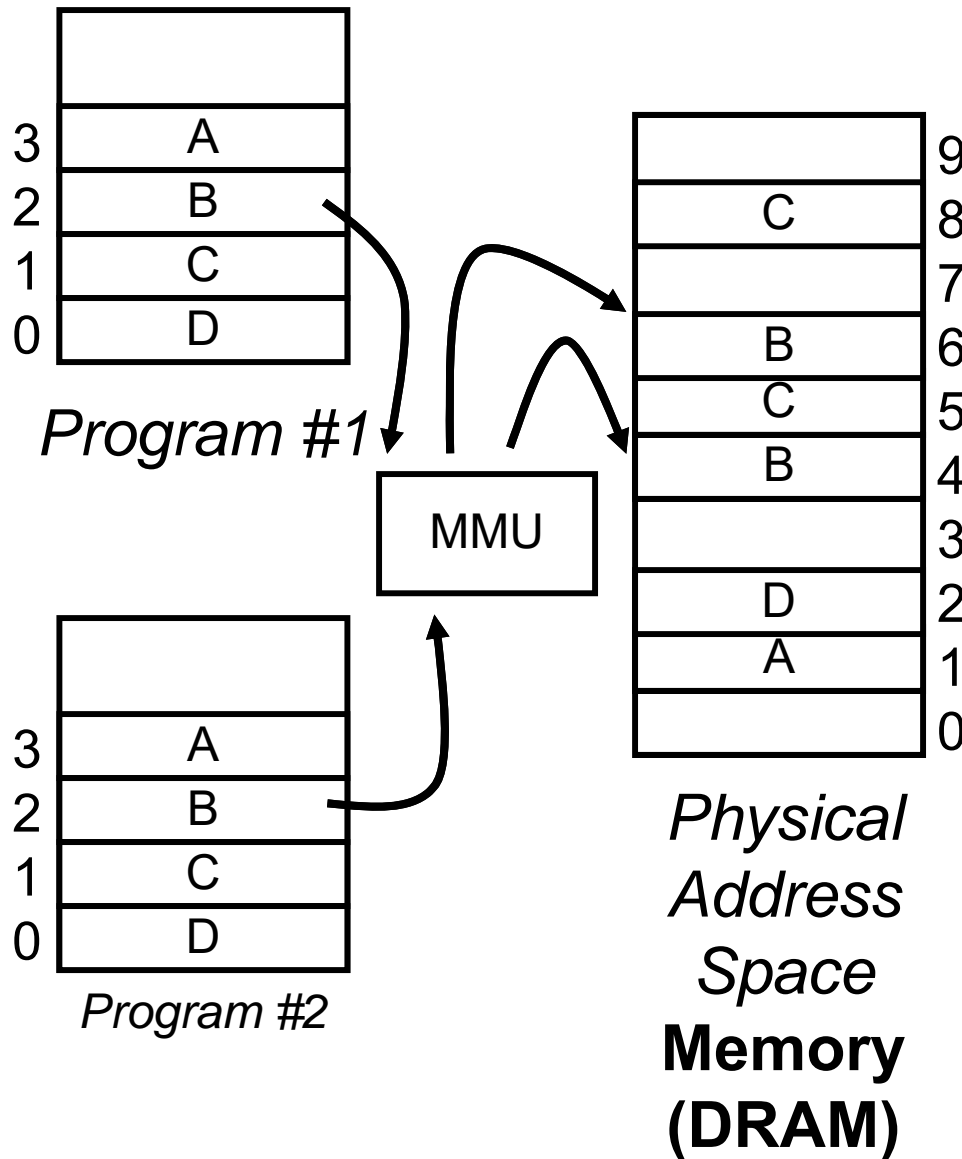 3 A
2 B
1 C
0 D
Program #1
MMU
3 A
2 B
1 C
0 D
Program #2
9
C 8
7
B 6
C 5
B 4
3
D 2
A 1
0
Physical
Address
Space
Memory
(DRAM)